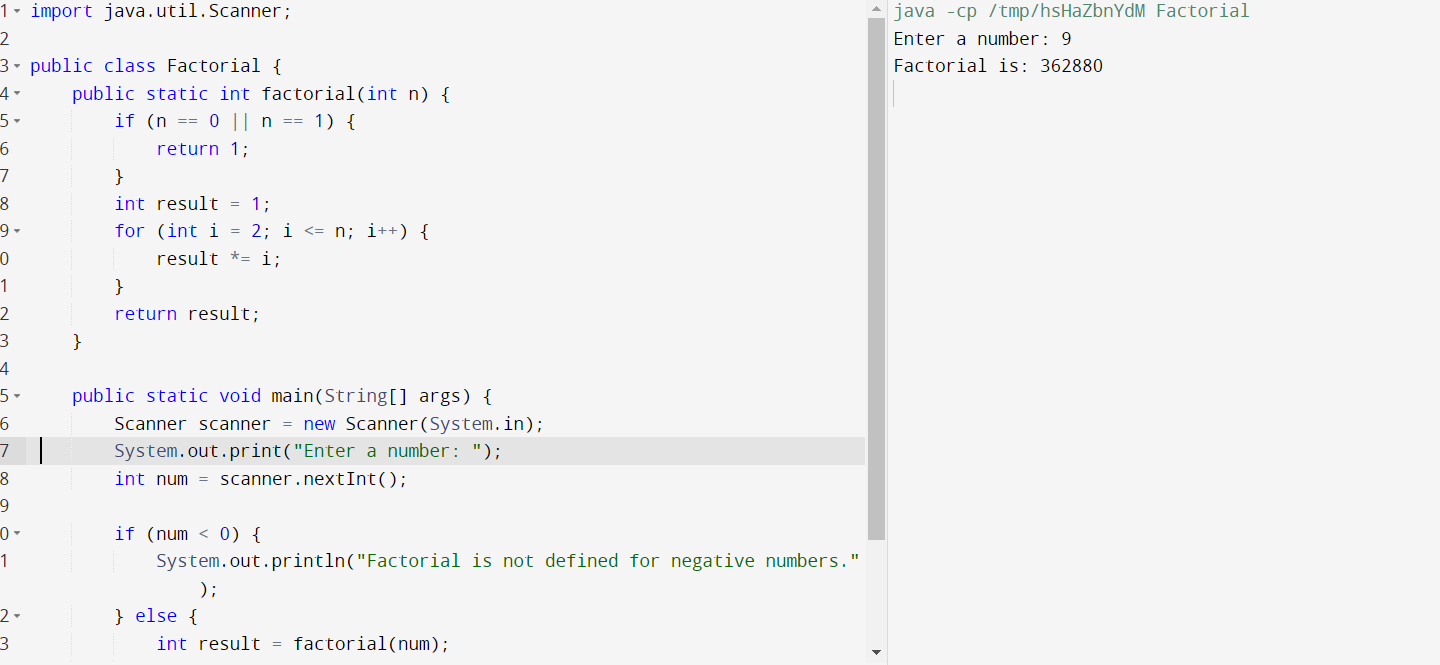 1 import java.util.Scanner;
2
3 public class Factorial {
4     public static int factorial(int n) {
5         if (n == 0 || n == 1) {
6             return 1;
7         }
8         int result = 1;
9         for (int i = 2; i <= n; i++) {
0             result *= i;
1         }
2         return result;
3     }
4
5     public static void main(String[] args) {
6         Scanner scanner = new Scanner(System.in);
7         System.out.print("Enter a number: ");
8         int num = scanner.nextInt();
9
0         if (num < 0) {
1             System.out.println("Factorial is not defined for negative numbers."
                );
2         } else {
3             int result = factorial(num);
java -cp /tmp/hsHaZbnYdM Factorial
Enter a number: 9
Factorial is: 362880